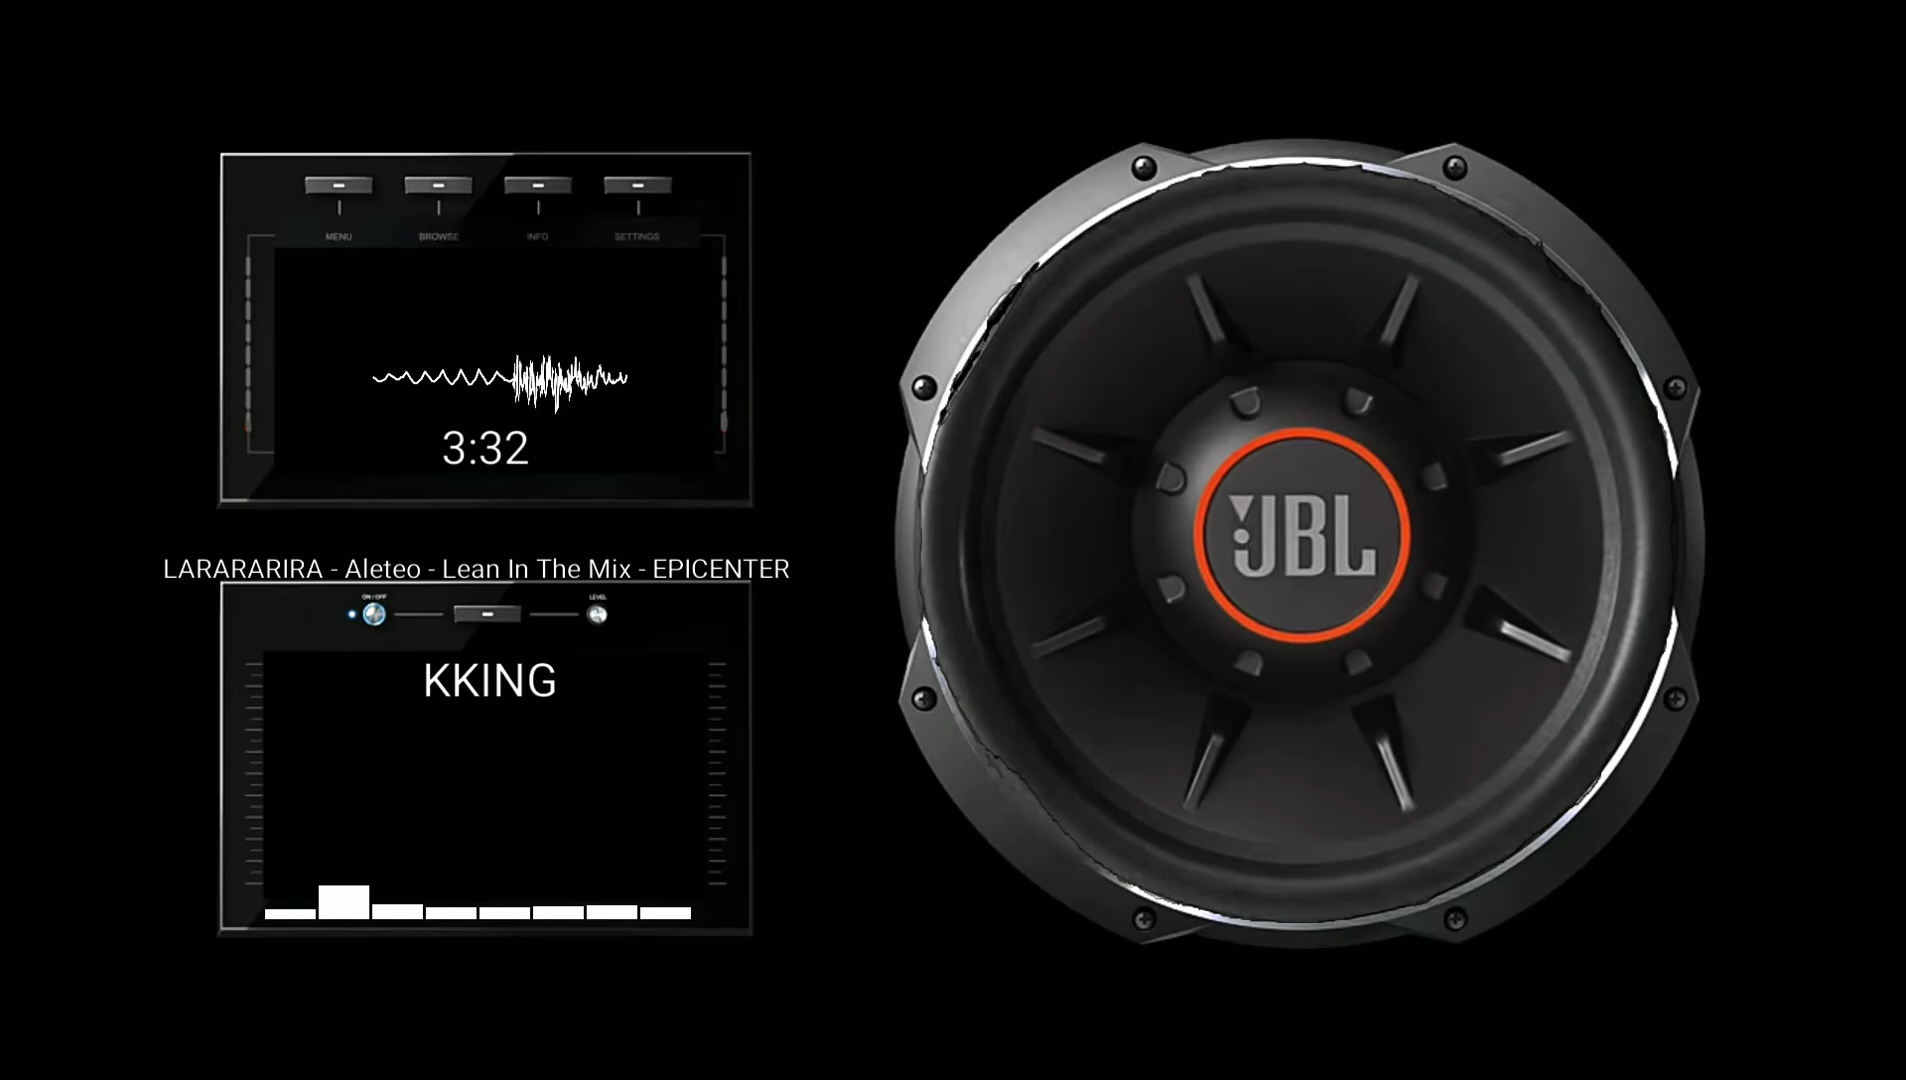 MENU BROWSE INFO SETTINGS
3:32
LARARARIRA - Aleteo - Lean In The Mix - EPICENTER
ON / OFF LEVEL
KKING
JBL